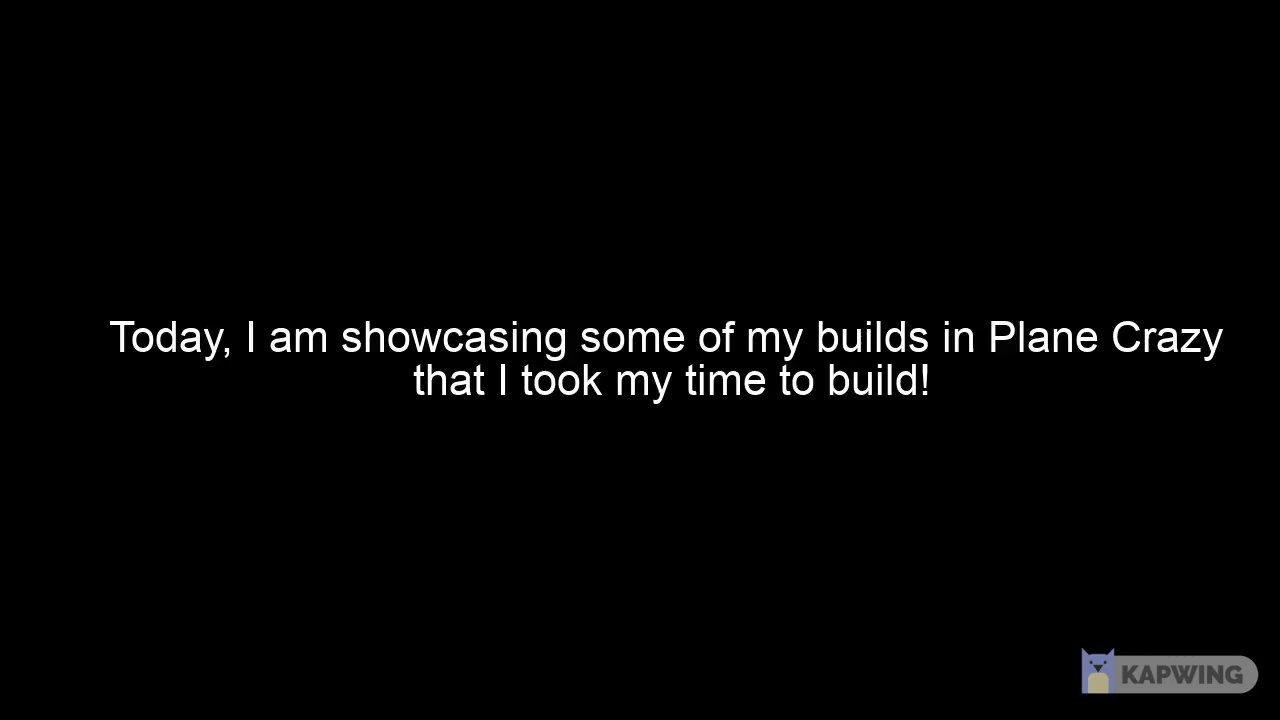 Today, I am showcasing some of my builds in Plane Crazy
that I took my time to build!
KAPWING